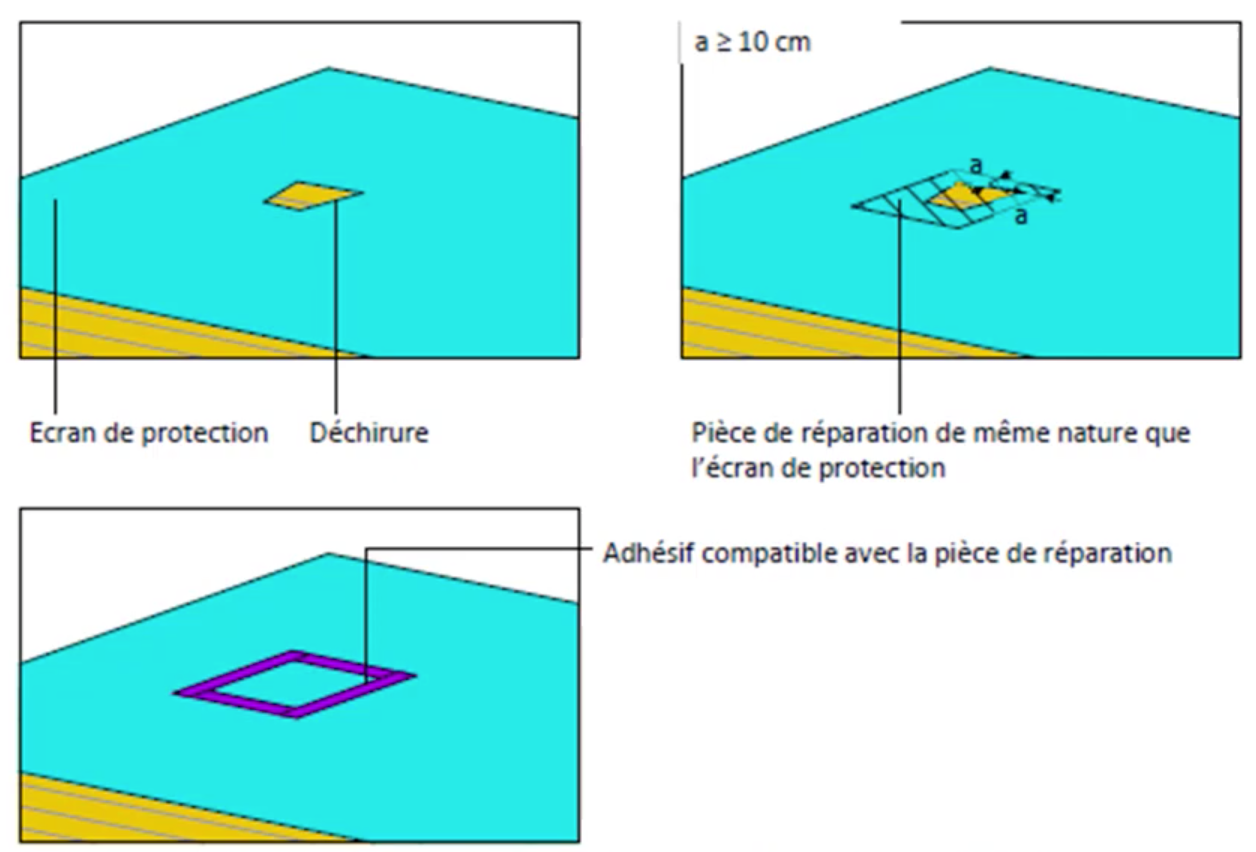 a ≥ 10 cm
a
a
Ecran de protection
Déchirure
Pièce de réparation de même nature que
l'écran de protection
Adhésif compatible avec la pièce de réparation